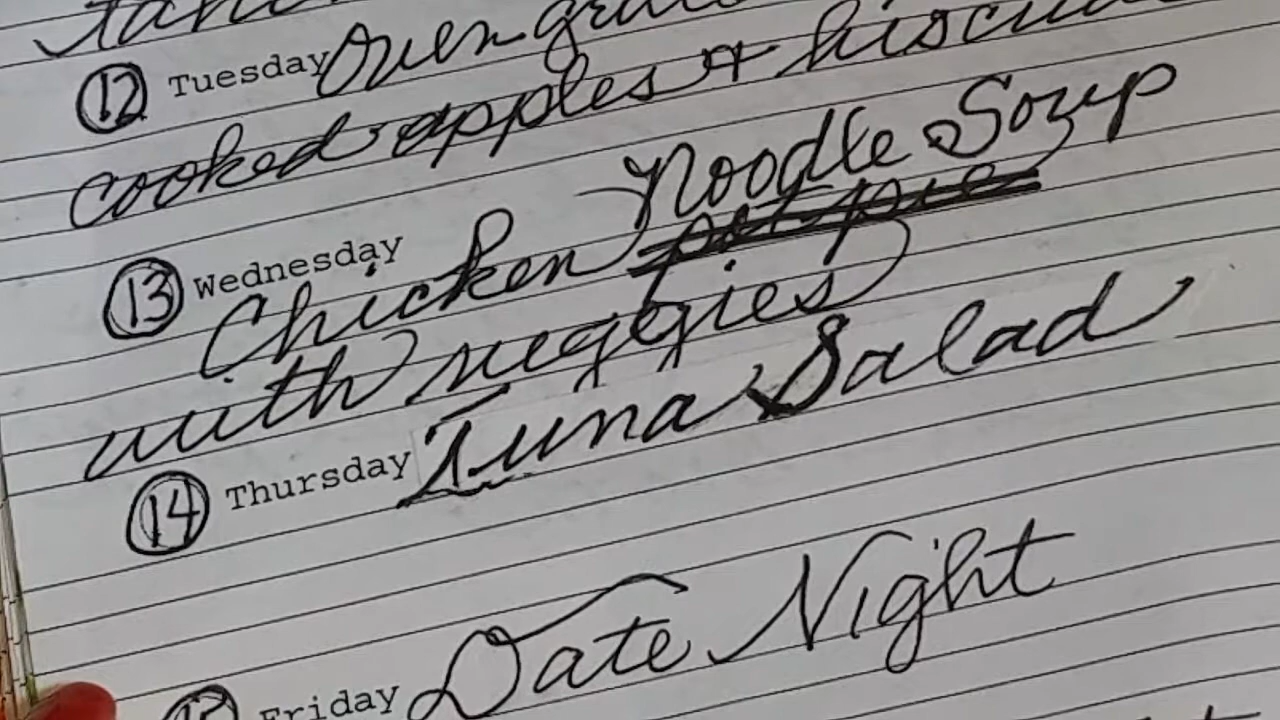 12 Tuesday Oven
cooked apples &
Noodle Soup
13 Wednesday
Chicken pot pie
with veggies
14 Thursday Tuna Salad
Date Night
Friday